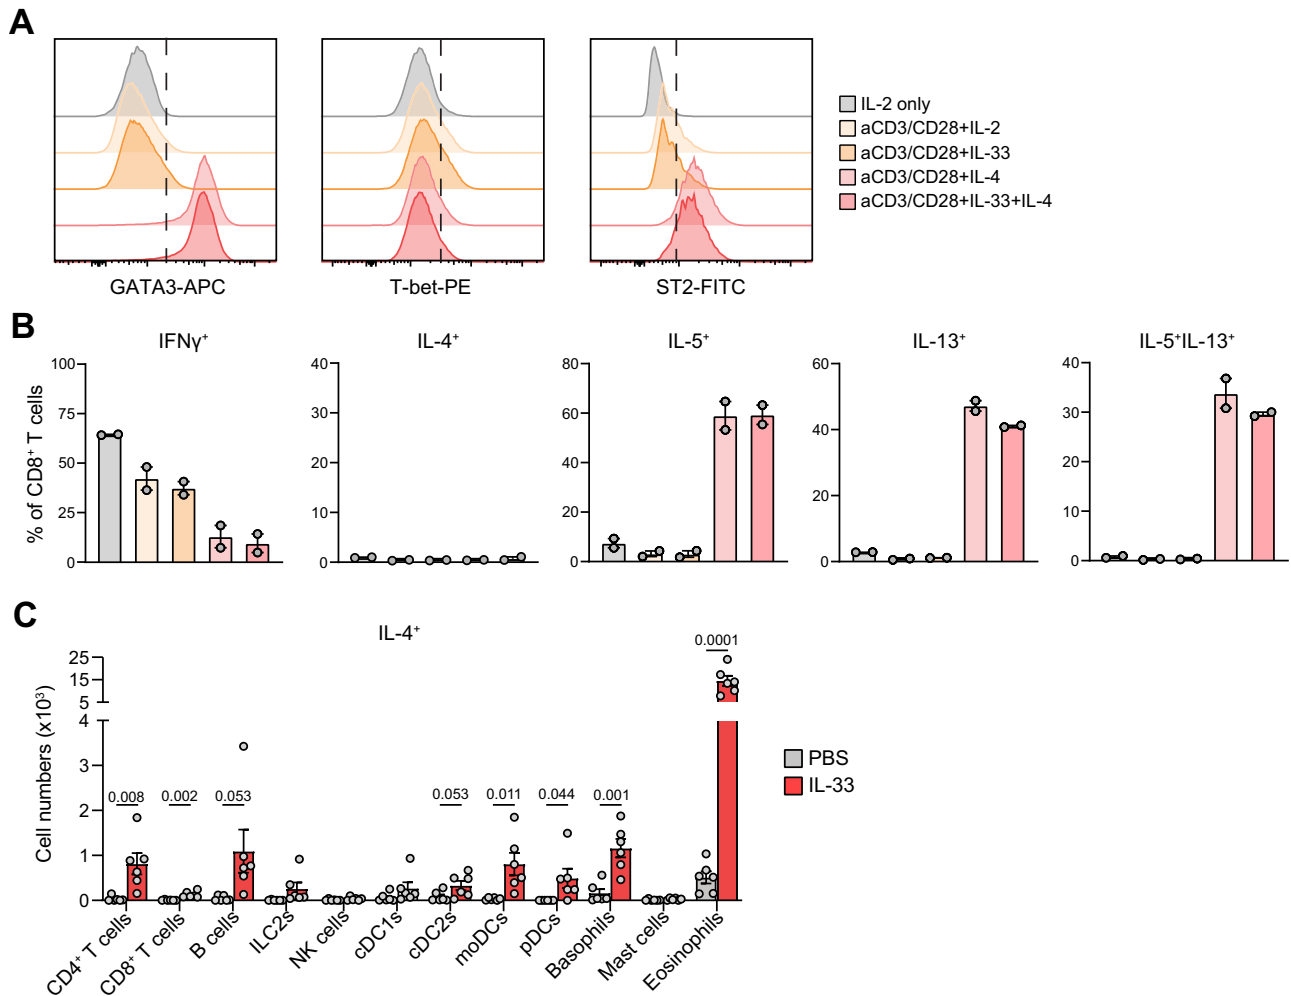 A
IL-2 only
aCD3/CD28+IL-2
aCD3/CD28+IL-33
aCD3/CD28+IL-4
aCD3/CD28+IL-33+IL-4
GATA3-APC
T-bet-PE
ST2-FITC
B
IFNγ⁺
IL-4⁺
IL-5⁺
IL-13⁺
IL-5⁺IL-13⁺
% of CD8⁺ T cells
100
75
50
25
0
40
30
20
10
0
80
60
40
20
0
60
40
20
0
40
30
20
10
0
C
IL-4⁺
Cell numbers (x10³)
25
15
5
4
3
2
1
0
0.008
0.002
0.053
0.053
0.011
0.044
0.001
0.0001
PBS
IL-33
CD4⁺ T cells
CD8⁺ T cells
B cells
ILC2s
NK cells
cDC1s
cDC2s
moDCs
pDCs
Basophils
Mast cells
Eosinophils